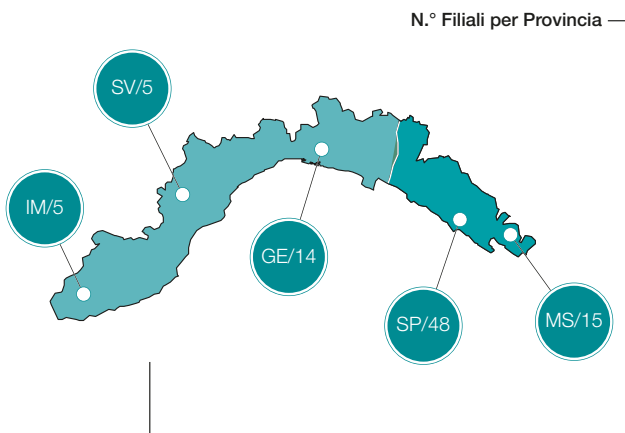 N.° Filiali per Provincia —
SV/5
IM/5
GE/14
SP/48
MS/15